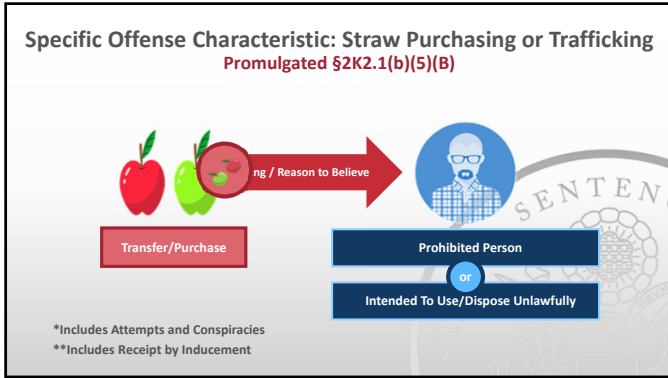 Specific Offense Characteristic: Straw Purchasing or Trafficking
Promulgated §2K2.1(b)(5)(B)
ng / Reason to Believe
Transfer/Purchase
Prohibited Person
or
Intended To Use/Dispose Unlawfully
*Includes Attempts and Conspiracies
**Includes Receipt by Inducement
SENTENC